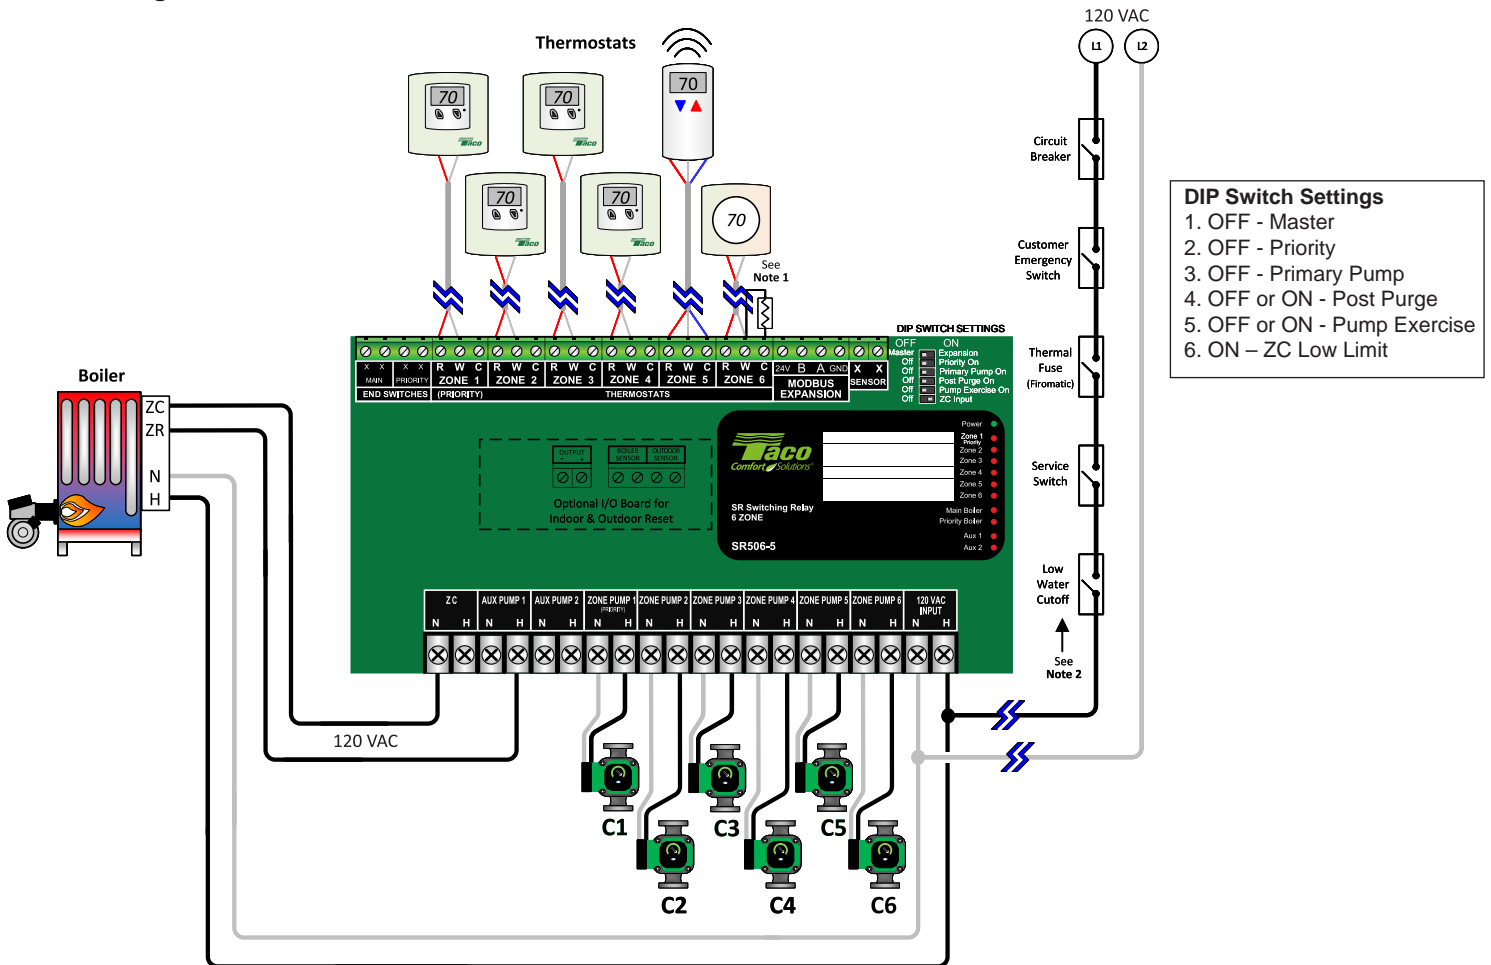 120 VAC
L1
L2
Thermostats
70
70
70
70
70
70
Taco
Taco
Taco
Taco
See
Note 1
Circuit
Breaker
Customer
Emergency
Switch
Thermal
Fuse
(Firomatic)
Service
Switch
Low
Water
Cutoff
See
Note 2
DIP Switch Settings
1. OFF - Master
2. OFF - Priority
3. OFF - Primary Pump
4. OFF or ON - Post Purge
5. OFF or ON - Pump Exercise
6. ON – ZC Low Limit
DIP SWITCH SETTINGS
OFF ON
Master Expansion
Off Priority On
Off Primary Pump On
Off Post Purge On
Off Pump Exercise On
Off ZC Input
X X X X R W C R W C R W C R W C R W C R W C 24V B A GND X X
MAIN PRIORITY ZONE 1 ZONE 2 ZONE 3 ZONE 4 ZONE 5 ZONE 6 MODBUS EXPANSION SENSOR
END SWITCHES (PRIORITY) THERMOSTATS
Boiler
ZC
ZR
N
H
OUTPUT
- +
BOILER
SENSOR
OUTDOOR
SENSOR
Optional I/O Board for
Indoor & Outdoor Reset
Taco
Comfort Solutions®
SR Switching Relay
6 ZONE
SR506-5
Power
Zone 1
Priority
Zone 2
Zone 3
Zone 4
Zone 5
Zone 6
Main Boiler
Priority Boiler
Aux 1
Aux 2
ZC AUX PUMP 1 AUX PUMP 2 ZONE PUMP 1 ZONE PUMP 2 ZONE PUMP 3 ZONE PUMP 4 ZONE PUMP 5 ZONE PUMP 6 120 VAC
(PRIORITY) INPUT
N H N H N H N H N H N H N H N H N H N H
120 VAC
C1
C3
C5
C2
C4
C6